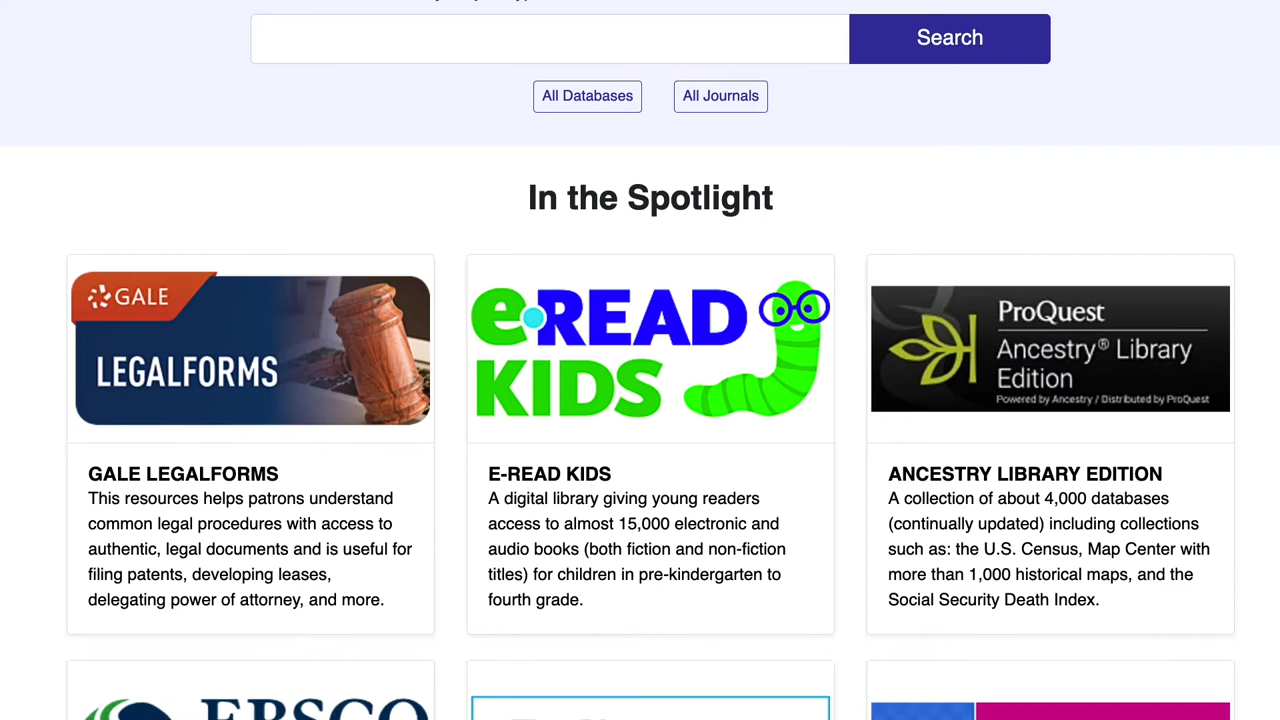 Search
All Databases
All Journals
In the Spotlight
GALE
LEGALFORMS
e·READ
KIDS
ProQuest
Ancestry® Library
Edition
Powered by Ancestry / Distributed by ProQuest
GALE LEGALFORMS
This resources helps patrons understand
common legal procedures with access to
authentic, legal documents and is useful for
filing patents, developing leases,
delegating power of attorney, and more.
E-READ KIDS
A digital library giving young readers
access to almost 15,000 electronic and
audio books (both fiction and non-fiction
titles) for children in pre-kindergarten to
fourth grade.
ANCESTRY LIBRARY EDITION
A collection of about 4,000 databases
(continually updated) including collections
such as: the U.S. Census, Map Center with
more than 1,000 historical maps, and the
Social Security Death Index.
EBSCO